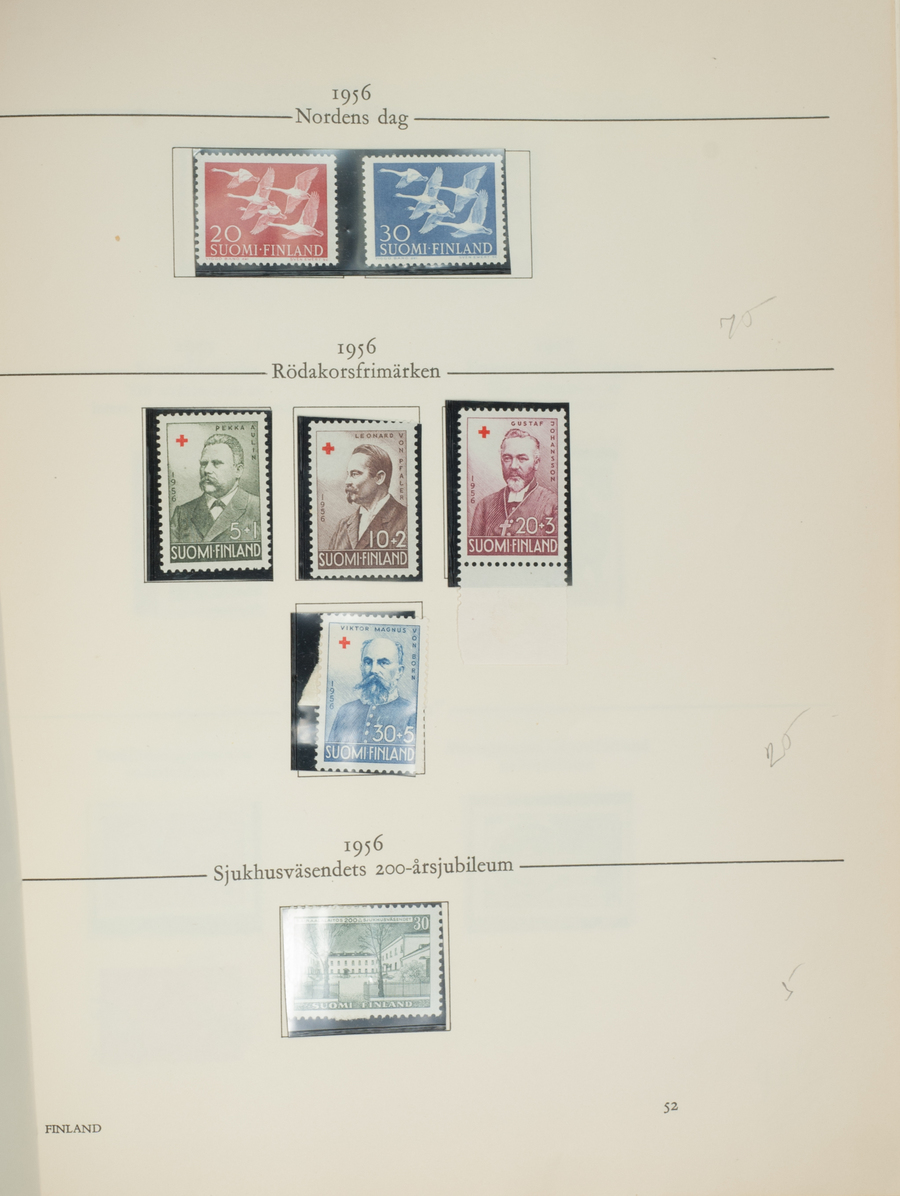 1956
Nordens dag
20
SUOMI·FINLAND
30
SUOMI·FINLAND
75
1956
Rödakorsfrimärken
PEKKA AULIN
1956
5+1
SUOMI·FINLAND
LEONARD VON PFALER
1956
10+2
SUOMI·FINLAND
GUSTAF JOHANSSON
1956
20+3
SUOMI·FINLAND
VIKTOR MAGNUS VON BORN
1956
30+5
SUOMI·FINLAND
25
1956
Sjukhusväsendets 200-årsjubileum
30
SUOMI FINLAND
5
52
FINLAND